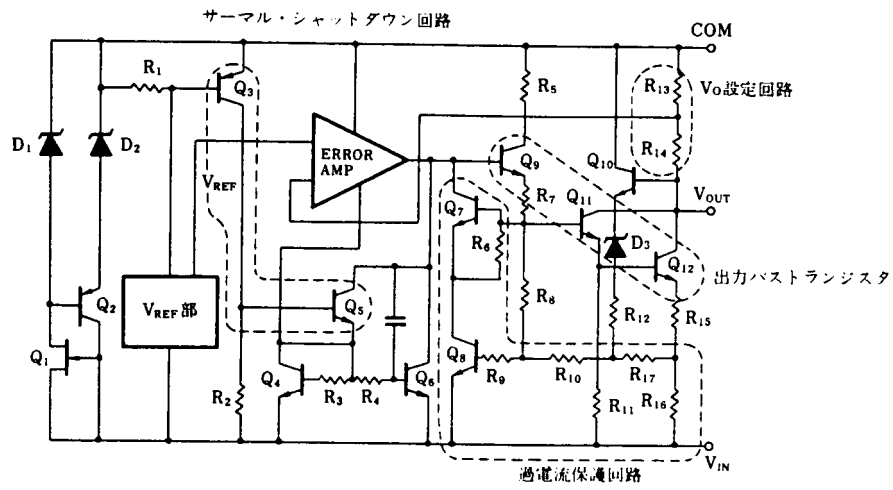 サーマル・シャットダウン回路
COM
R1
Q3
R5
R13
VO設定回路
D1
D2
ERROR
AMP
Q9
Q10
R14
VREF
Q7
R7
Q11
VOUT
R6
D3
Q12
出力パストランジスタ
Q2
VREF部
Q5
R8
R12
R15
Q1
R2
Q4
R3
R4
Q6
Q8
R9
R10
R17
R11
R16
VIN
過電流保護回路